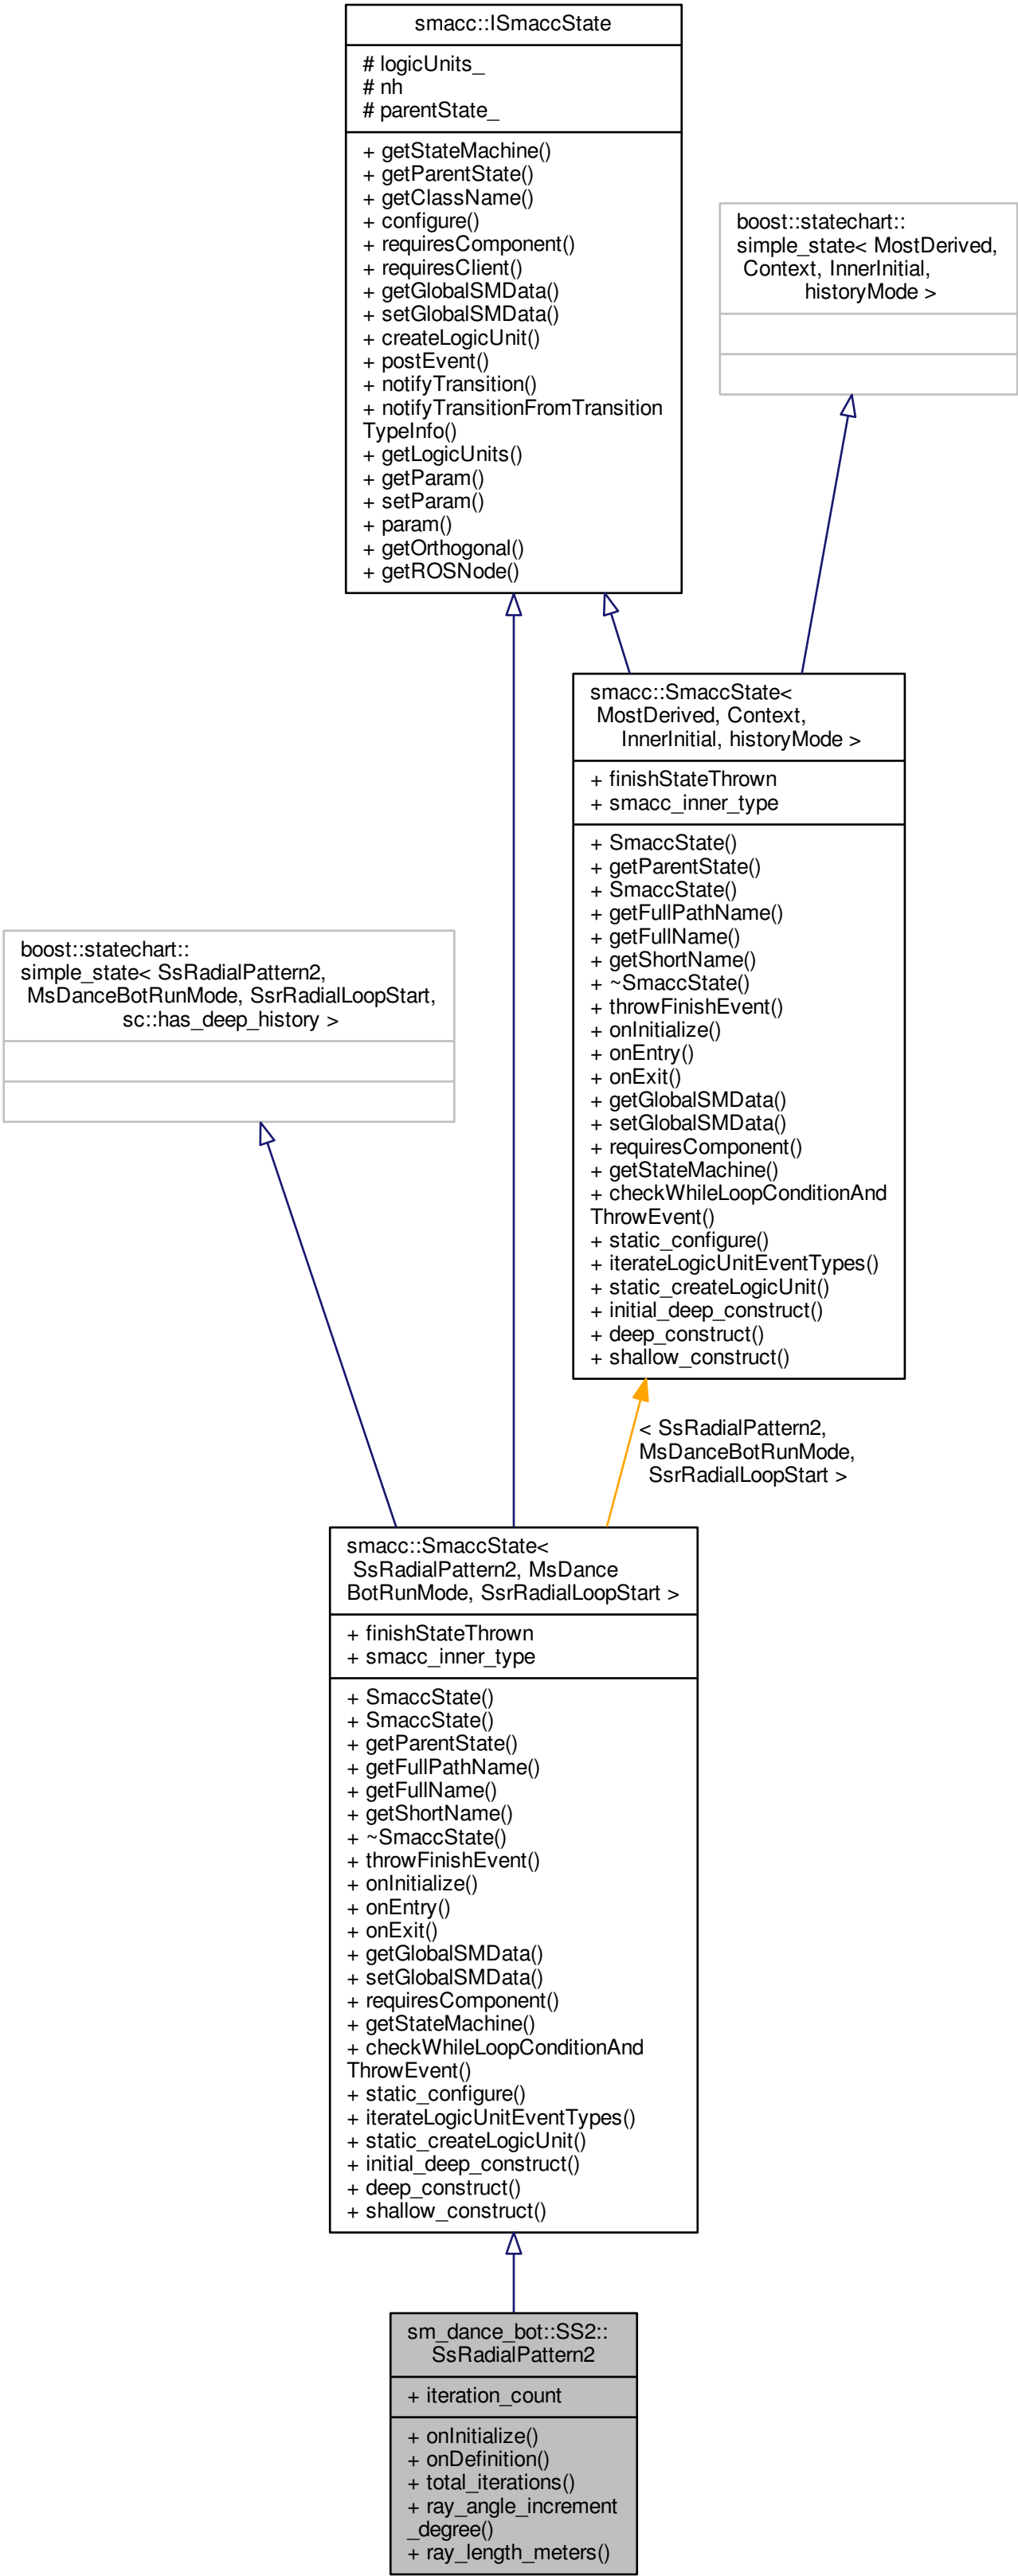 smacc::ISmaccState
# logicUnits_
# nh
# parentState_
+ getStateMachine()
+ getParentState()
+ getClassName()
+ configure()
+ requiresComponent()
+ requiresClient()
+ getGlobalSMData()
+ setGlobalSMData()
+ createLogicUnit()
+ postEvent()
+ notifyTransition()
+ notifyTransitionFromTransition
TypeInfo()
+ getLogicUnits()
+ getParam()
+ setParam()
+ param()
+ getOrthogonal()
+ getROSNode()
boost::statechart::
simple_state< MostDerived,
Context, InnerInitial,
historyMode >
smacc::SmaccState<
MostDerived, Context,
InnerInitial, historyMode >
+ finishStateThrown
+ smacc_inner_type
+ SmaccState()
+ getParentState()
+ SmaccState()
+ getFullPathName()
+ getFullName()
+ getShortName()
+ ~SmaccState()
+ throwFinishEvent()
+ onInitialize()
+ onEntry()
+ onExit()
+ getGlobalSMData()
+ setGlobalSMData()
+ requiresComponent()
+ getStateMachine()
+ checkWhileLoopConditionAnd
ThrowEvent()
+ static_configure()
+ iterateLogicUnitEventTypes()
+ static_createLogicUnit()
+ initial_deep_construct()
+ deep_construct()
+ shallow_construct()
boost::statechart::
simple_state< SsRadialPattern2,
MsDanceBotRunMode, SsrRadialLoopStart,
sc::has_deep_history >
< SsRadialPattern2,
MsDanceBotRunMode,
SsrRadialLoopStart >
smacc::SmaccState<
SsRadialPattern2, MsDance
BotRunMode, SsrRadialLoopStart >
+ finishStateThrown
+ smacc_inner_type
+ SmaccState()
+ SmaccState()
+ getParentState()
+ getFullPathName()
+ getFullName()
+ getShortName()
+ ~SmaccState()
+ throwFinishEvent()
+ onInitialize()
+ onEntry()
+ onExit()
+ getGlobalSMData()
+ setGlobalSMData()
+ requiresComponent()
+ getStateMachine()
+ checkWhileLoopConditionAnd
ThrowEvent()
+ static_configure()
+ iterateLogicUnitEventTypes()
+ static_createLogicUnit()
+ initial_deep_construct()
+ deep_construct()
+ shallow_construct()
sm_dance_bot::SS2::
SsRadialPattern2
+ iteration_count
+ onInitialize()
+ onDefinition()
+ total_iterations()
+ ray_angle_increment
_degree()
+ ray_length_meters()